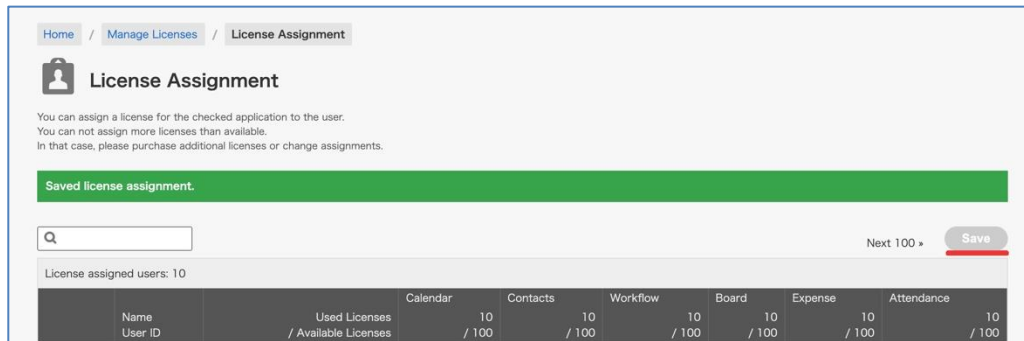 Home / Manage Licenses / License Assignment
License Assignment
You can assign a license for the checked application to the user.
You can not assign more licenses than available.
In that case, please purchase additional licenses or change assignments.
Saved license assignment.
Next 100 » Save
License assigned users: 10
Calendar Contacts Workflow Board Expense Attendance
Name Used Licenses 10 10 10 10 10 10
User ID / Available Licenses / 100 / 100 / 100 / 100 / 100 / 100